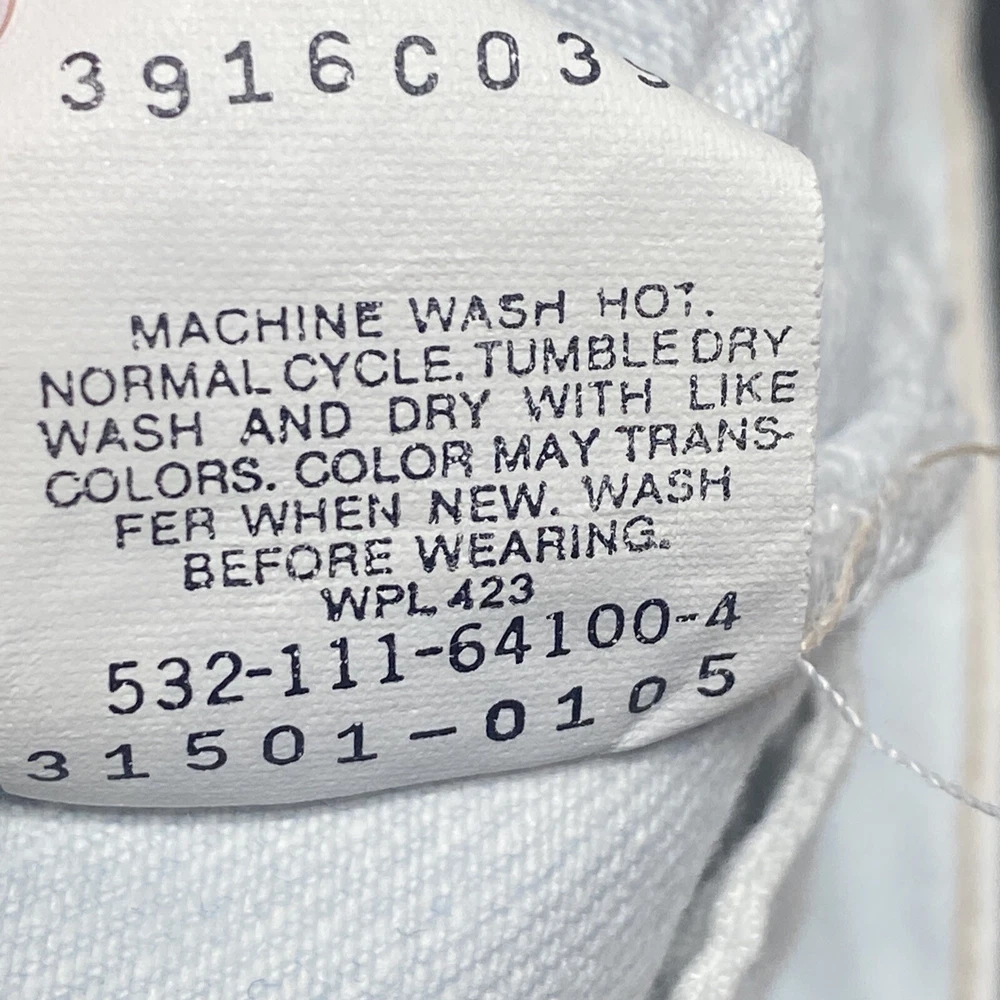 3916C03
MACHINE WASH HOT.
NORMAL CYCLE. TUMBLE DRY
WASH AND DRY WITH LIKE
COLORS. COLOR MAY TRANS-
FER WHEN NEW. WASH
BEFORE WEARING.
WPL 423
532-111-64100-4
31501-0105